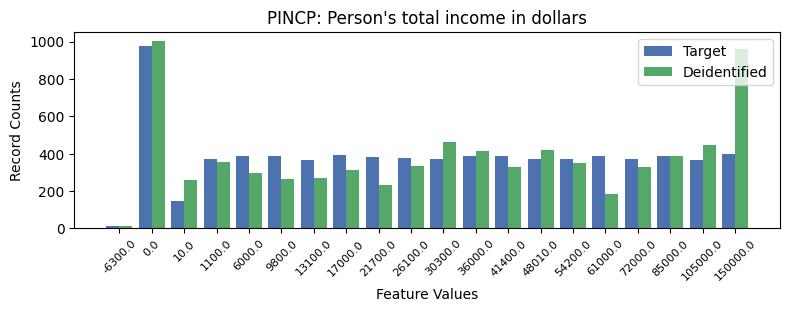 PINCP: Person's total income in dollars
Record Counts
1000
800
600
400
200
0
Target
Deidentified
-6300.0 0.0 10.0 1100.0 6000.0 9800.0 13100.0 17000.0 21700.0 26100.0 30300.0 36000.0 41400.0 48010.0 54200.0 61000.0 72000.0 85000.0 105000.0 150000.0
Feature Values